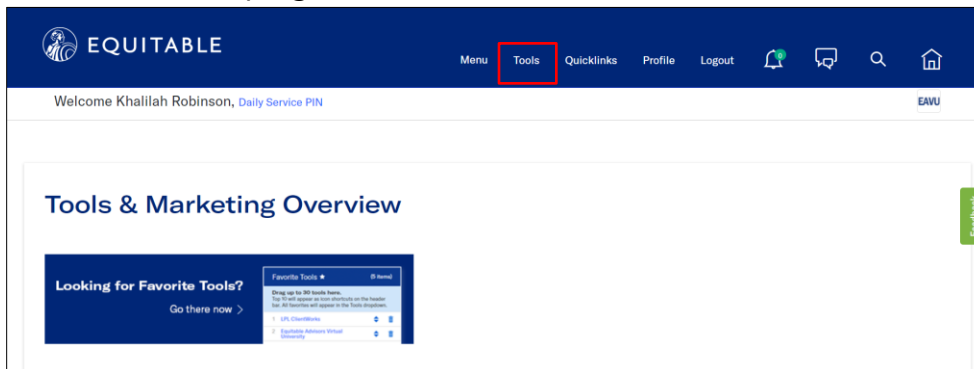 EQUITABLE
Menu Tools Quicklinks Profile Logout
Welcome Khalilah Robinson, Daily Service PIN
EAVU
Tools & Marketing Overview
Feedback
Looking for Favorite Tools?
Go there now >
Favorite Tools ★ (5 items)
Drag up to 30 tools here.
Top 10 will appear as icon shortcuts on the header
bar. All favorites will appear in the Tools dropdown.
1 LPL ClientWorks
2 Equitable Advisors Virtual
University